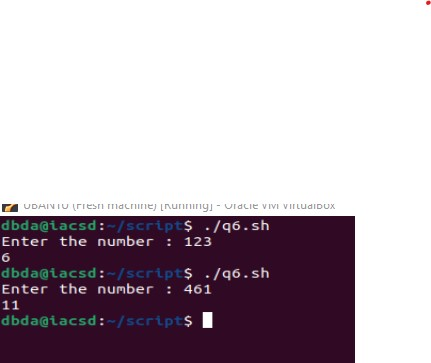 UBANTU (Fresh machine) [Running] - Oracle VM VirtualBox
dbda@iacsd:~/script$ ./q6.sh
Enter the number : 123
6
dbda@iacsd:~/script$ ./q6.sh
Enter the number : 461
11
dbda@iacsd:~/script$